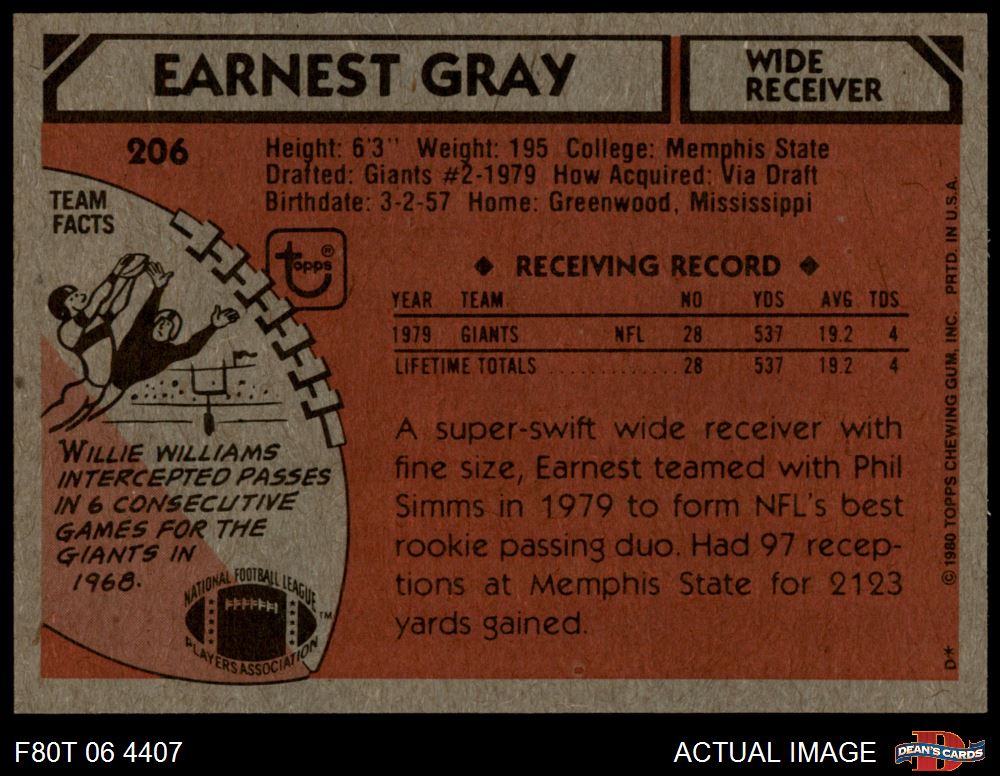 EARNEST GRAY
WIDE
RECEIVER
206
Height: 6'3" Weight: 195 College: Memphis State
Drafted: Giants #2-1979 How Acquired: Via Draft
Birthdate: 3-2-57 Home: Greenwood, Mississippi
TEAM
FACTS
topps®
◆ RECEIVING RECORD ◆
YEAR TEAM NO YDS AVG TDS
1979 GIANTS NFL 28 537 19.2 4
LIFETIME TOTALS ............. 28 537 19.2 4
WILLIE WILLIAMS
INTERCEPTED PASSES
IN 6 CONSECUTIVE
GAMES FOR THE
GIANTS IN
1968.
NATIONAL FOOTBALL LEAGUE
PLAYERS ASSOCIATION
TM
A super-swift wide receiver with
fine size, Earnest teamed with Phil
Simms in 1979 to form NFL's best
rookie passing duo. Had 97 recep-
tions at Memphis State for 2123
yards gained.
D* © 1980 TOPPS CHEWING GUM, INC. PRTD. IN U.S.A.
F80T 06 4407
ACTUAL IMAGE
DEAN'S CARDS